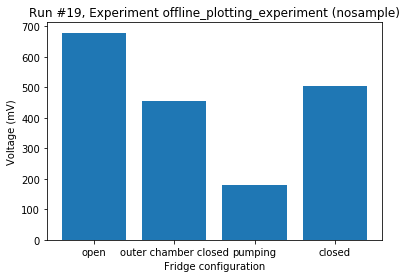 Run #19, Experiment offline_plotting_experiment (nosample)
Voltage (mV)
700
600
500
400
300
200
100
0
open outer chamber closed pumping closed
Fridge configuration